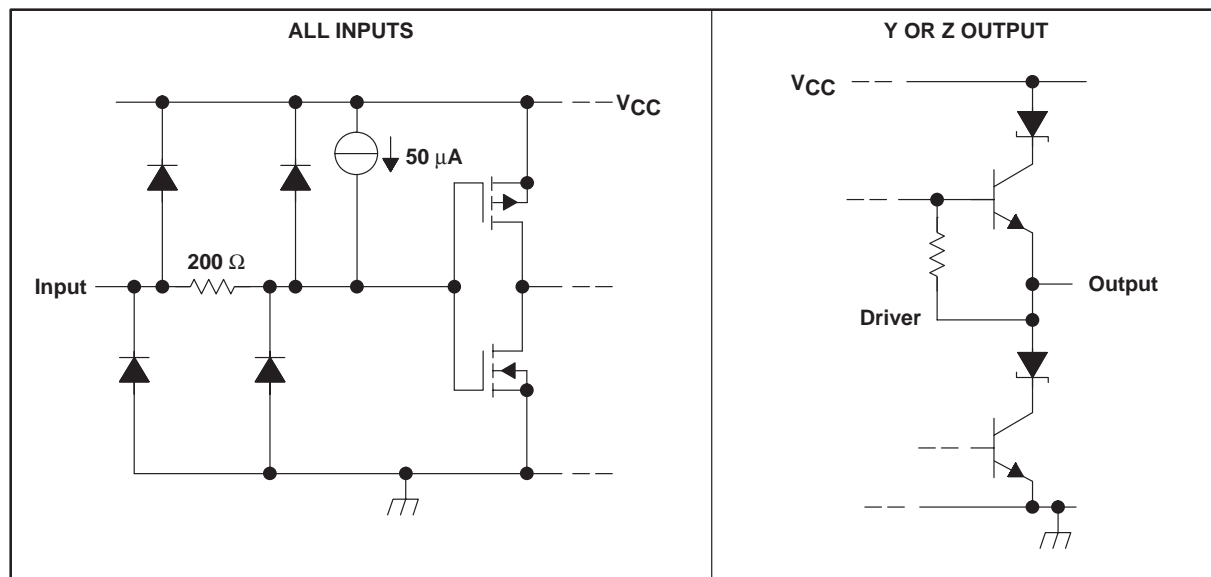 ALL INPUTS
VCC
50 μA
200 Ω
Input
Y OR Z OUTPUT
VCC
Output
Driver